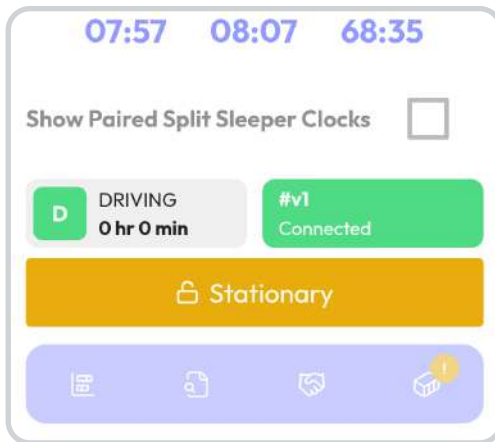 07:57 08:07 68:35
Show Paired Split Sleeper Clocks
D DRIVING
0 hr 0 min
#v1
Connected
Stationary
!